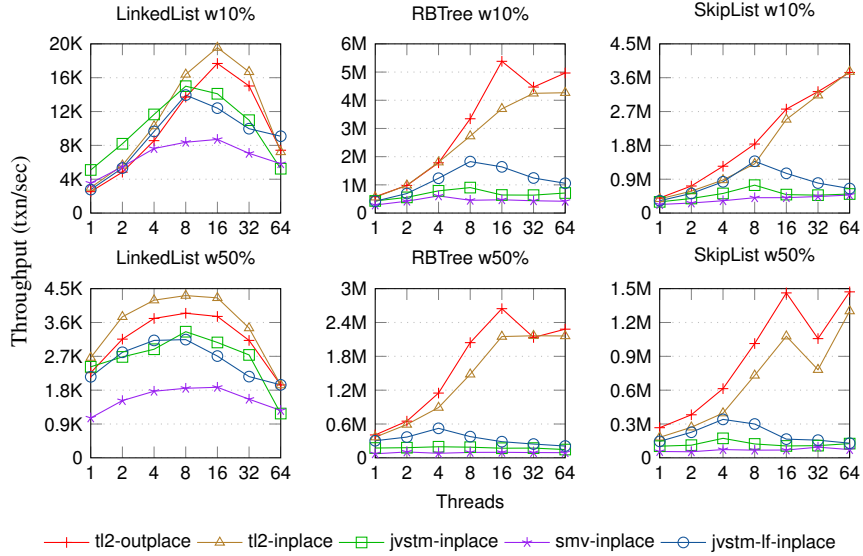 LinkedList w10%
RBTree w10%
SkipList w10%
20K
16K
12K
8K
4K
0
1 2 4 8 16 32 64
6M
5M
4M
3M
2M
1M
0
1 2 4 8 16 32 64
4.5M
3.6M
2.7M
1.8M
0.9M
0
1 2 4 8 16 32 64
Throughput (txn/sec)
LinkedList w50%
RBTree w50%
SkipList w50%
4.5K
3.6K
2.7K
1.8K
0.9K
0
1 2 4 8 16 32 64
3M
2.4M
1.8M
1.2M
0.6M
0
1 2 4 8 16 32 64
1.5M
1.2M
0.9M
0.6M
0.3M
0
1 2 4 8 16 32 64
Threads
tl2-outplace tl2-inplace jvstm-inplace smv-inplace jvstm-lf-inplace